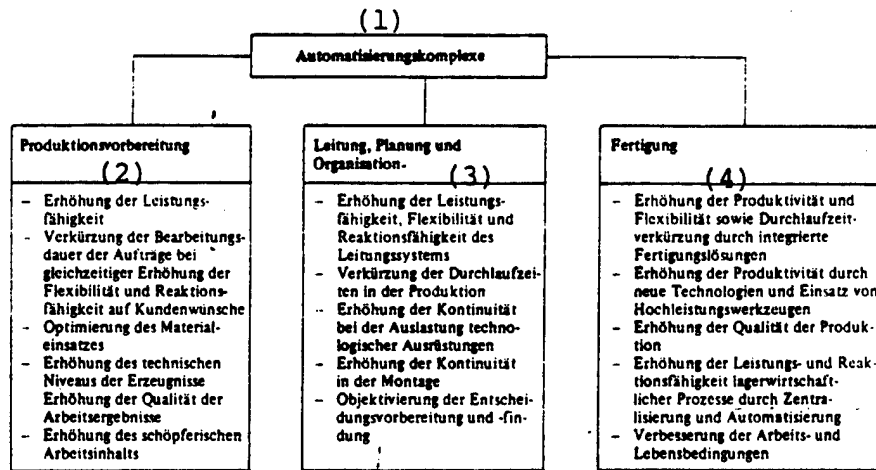 (1)
Automatisierungskomplexe
Produktionsvorbereitung
(2)
– Erhöhung der Leistungs-
fähigkeit
– Verkürzung der Bearbeitungs-
dauer der Aufträge bei
gleichzeitiger Erhöhung der
Flexibilität und Reaktions-
fähigkeit auf Kundenwünsche
– Optimierung des Material-
einsatzes
– Erhöhung des technischen
Niveaus der Erzeugnisse
Erhöhung der Qualität der
Arbeitsergebnisse
– Erhöhung des schöpferischen
Arbeitsinhalts
Leitung, Planung und
Organisation-
(3)
– Erhöhung der Leistungs-
fähigkeit, Flexibilität und
Reaktionsfähigkeit des
Leitungssystems
– Verkürzung der Durchlaufzei-
ten in der Produktion
– Erhöhung der Kontinuität
bei der Auslastung techno-
logischer Ausrüstungen
– Erhöhung der Kontinuität
in der Montage
– Objektivierung der Entschei-
dungsvorbereitung und -fin-
dung
Fertigung
(4)
– Erhöhung der Produktivität und
Flexibilität sowie Durchlaufzeit-
verkürzung durch integrierte
Fertigungslösungen
– Erhöhung der Produktivität durch
neue Technologien und Einsatz von
Hochleistungswerkzeugen
– Erhöhung der Qualität der Produk-
tion
– Erhöhung der Leistungs- und Reak-
tionsfähigkeit lagerwirtschaft-
licher Prozesse durch Zentra-
lisierung und Automatisierung
– Verbesserung der Arbeits- und
Lebensbedingungen